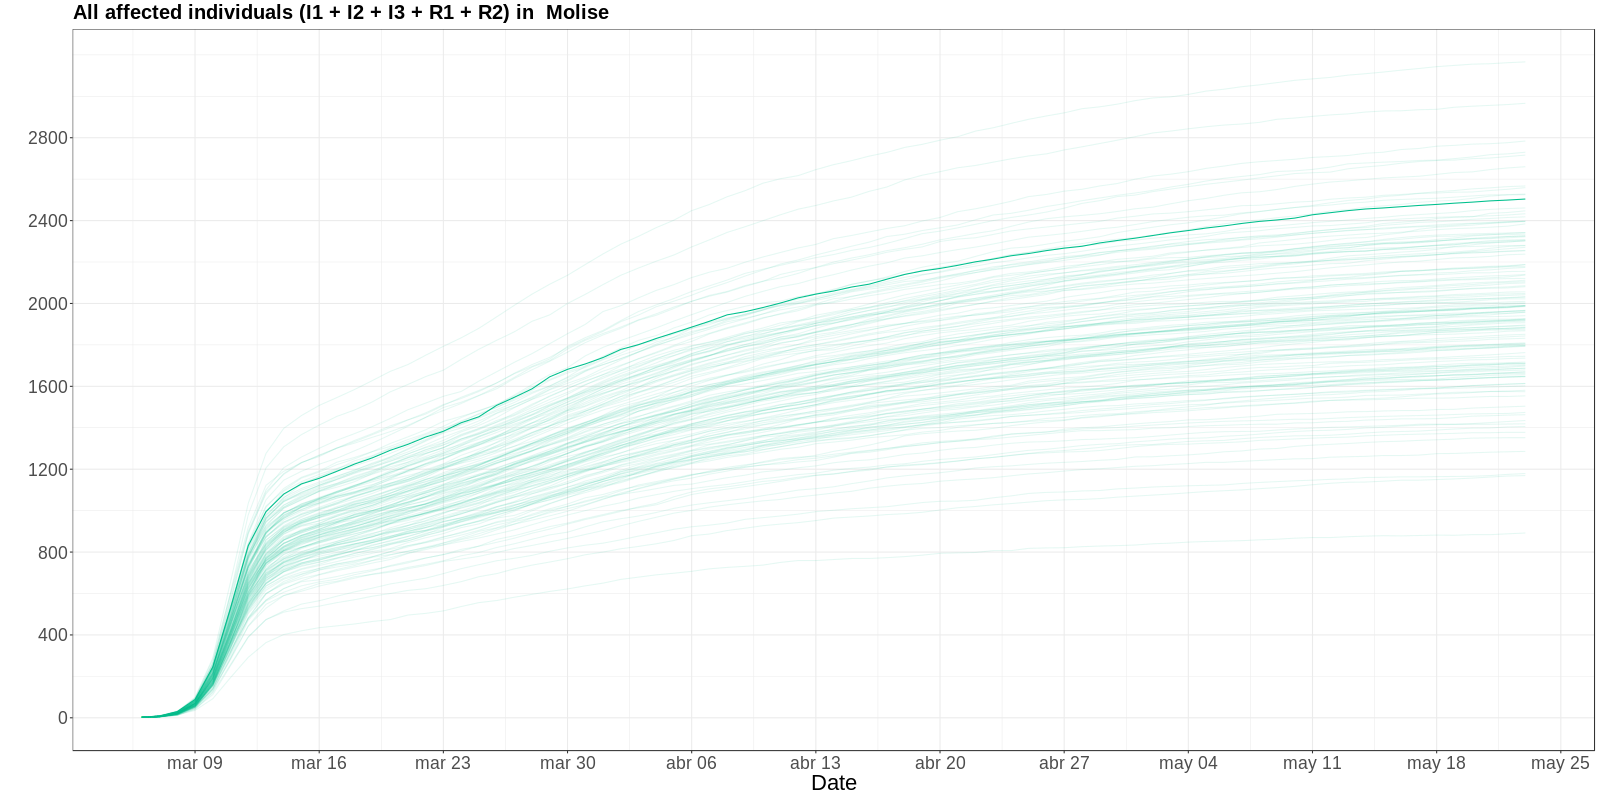 All affected individuals (I1 + I2 + I3 + R1 + R2) in  Molise
2800
2400
2000
1600
1200
800
400
0
mar 09 mar 16 mar 23 mar 30 abr 06 abr 13 abr 20 abr 27 may 04 may 11 may 18 may 25
Date